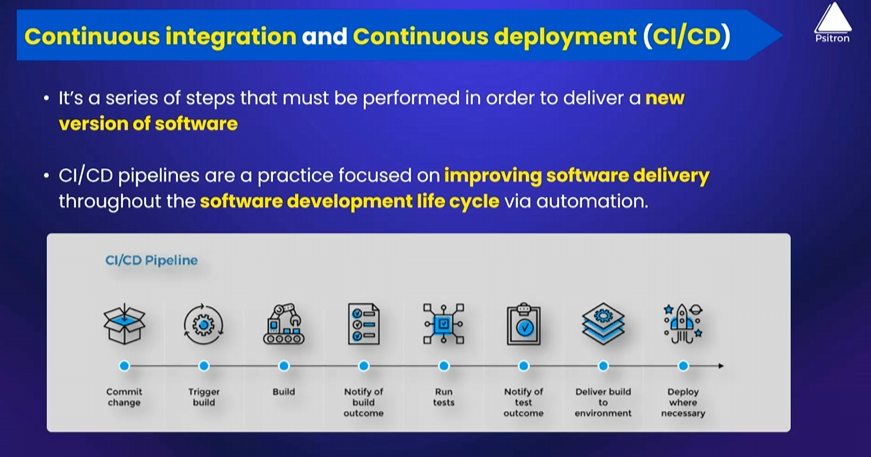 Continuous integration and Continuous deployment (CI/CD)
Psitron
• It's a series of steps that must be performed in order to deliver a new
version of software
• CI/CD pipelines are a practice focused on improving software delivery
throughout the software development life cycle via automation.
CI/CD Pipeline
Commit
change
Trigger
build
Build
Notify of
build
outcome
Run
tests
Notify of
test
outcome
Deliver build
to
environment
Deploy
where
necessary